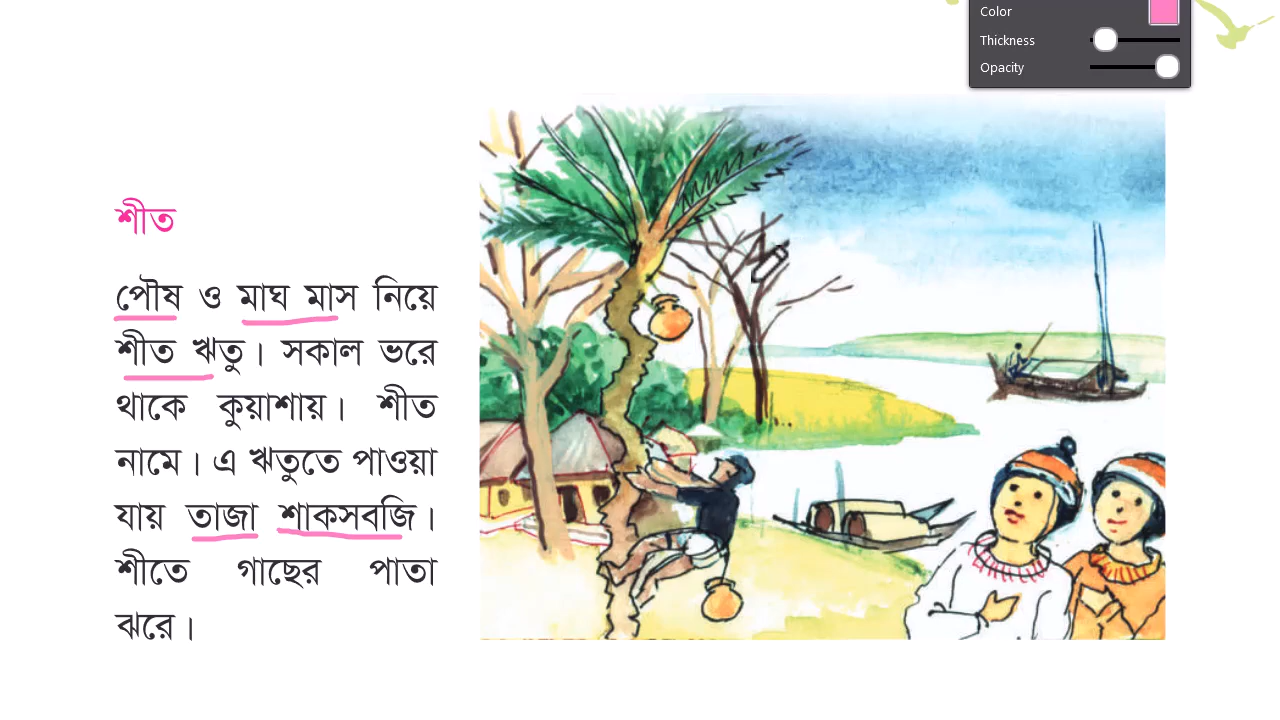 Color
Thickness
Opacity
শীত
পৌষ ও মাঘ মাস নিয়ে
শীত ঋতু। সকাল ভরে
থাকে কুয়াশায়। শীত
নামে। এ ঋতুতে পাওয়া
যায় তাজা শাকসবজি।
শীতে গাছের পাতা
ঝরে।